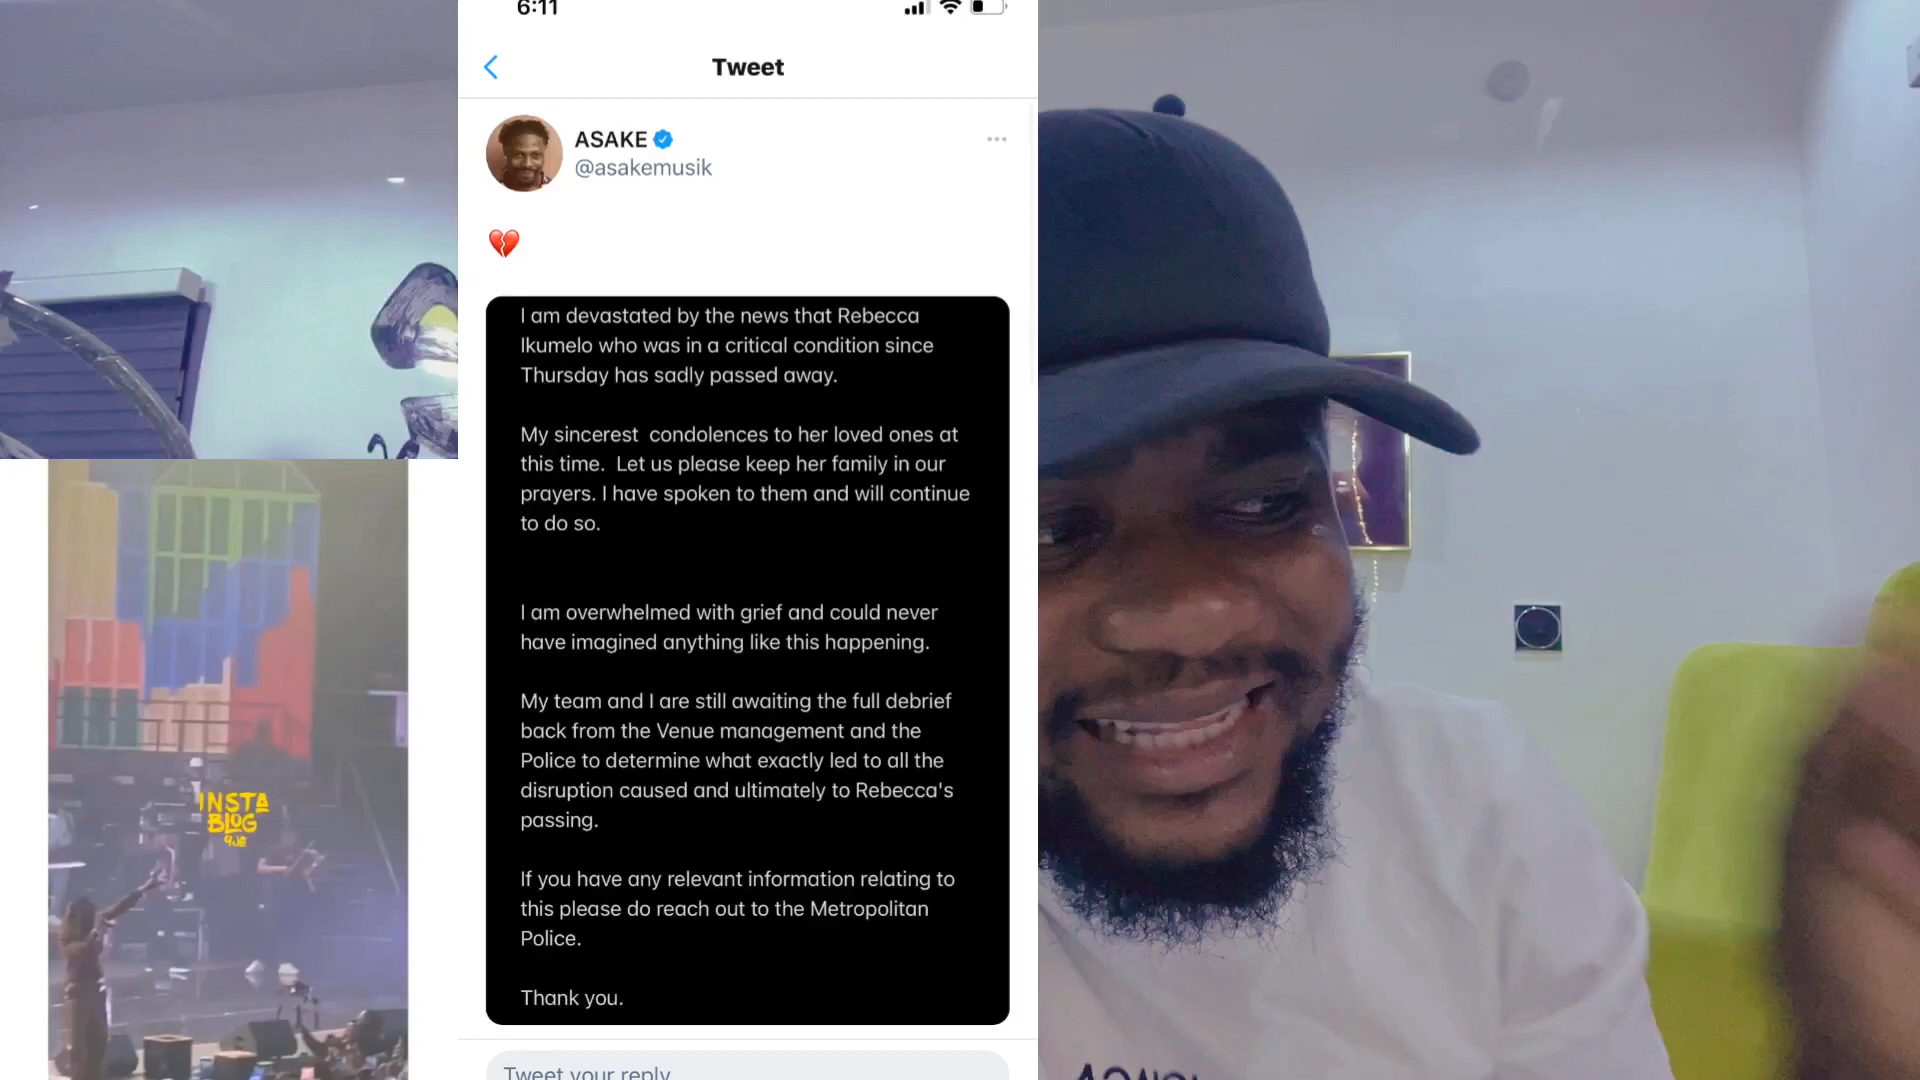 6:11
Tweet
ASAKE
@asakemusik
💔
I am devastated by the news that Rebecca
Ikumelo who was in a critical condition since
Thursday has sadly passed away.
My sincerest condolences to her loved ones at
this time. Let us please keep her family in our
prayers. I have spoken to them and will continue
to do so.
I am overwhelmed with grief and could never
have imagined anything like this happening.
My team and I are still awaiting the full debrief
back from the Venue management and the
Police to determine what exactly led to all the
disruption caused and ultimately to Rebecca's
passing.
If you have any relevant information relating to
this please do reach out to the Metropolitan
Police.
Thank you.
Tweet your reply
INSTA
BLOG
9JA